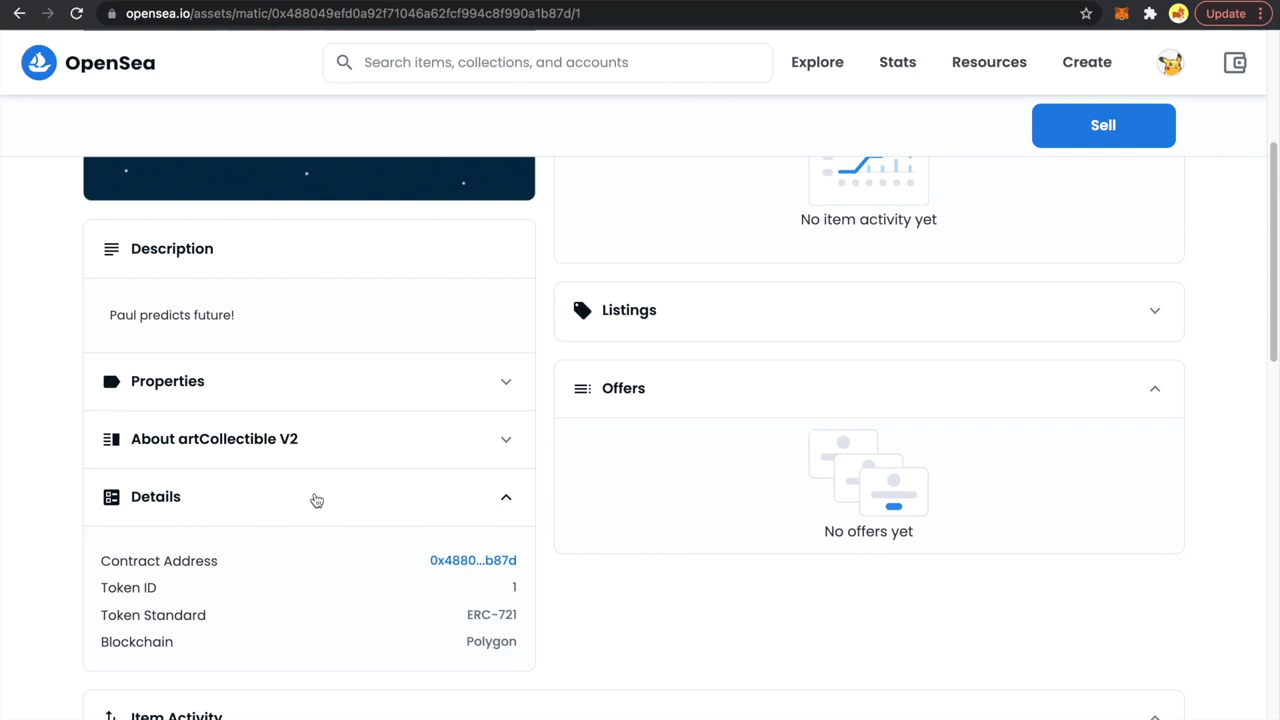 opensea.io/assets/matic/0x488049efd0a92f71046a62fcf994c8f990a1b87d/1
Update
OpenSea
Search items, collections, and accounts
Explore
Stats
Resources
Create
Sell
No item activity yet
Description
Paul predicts future!
Properties
About artCollectible V2
Details
Contract Address 0x4880...b87d
Token ID 1
Token Standard ERC-721
Blockchain Polygon
Listings
Offers
No offers yet
Item Activity